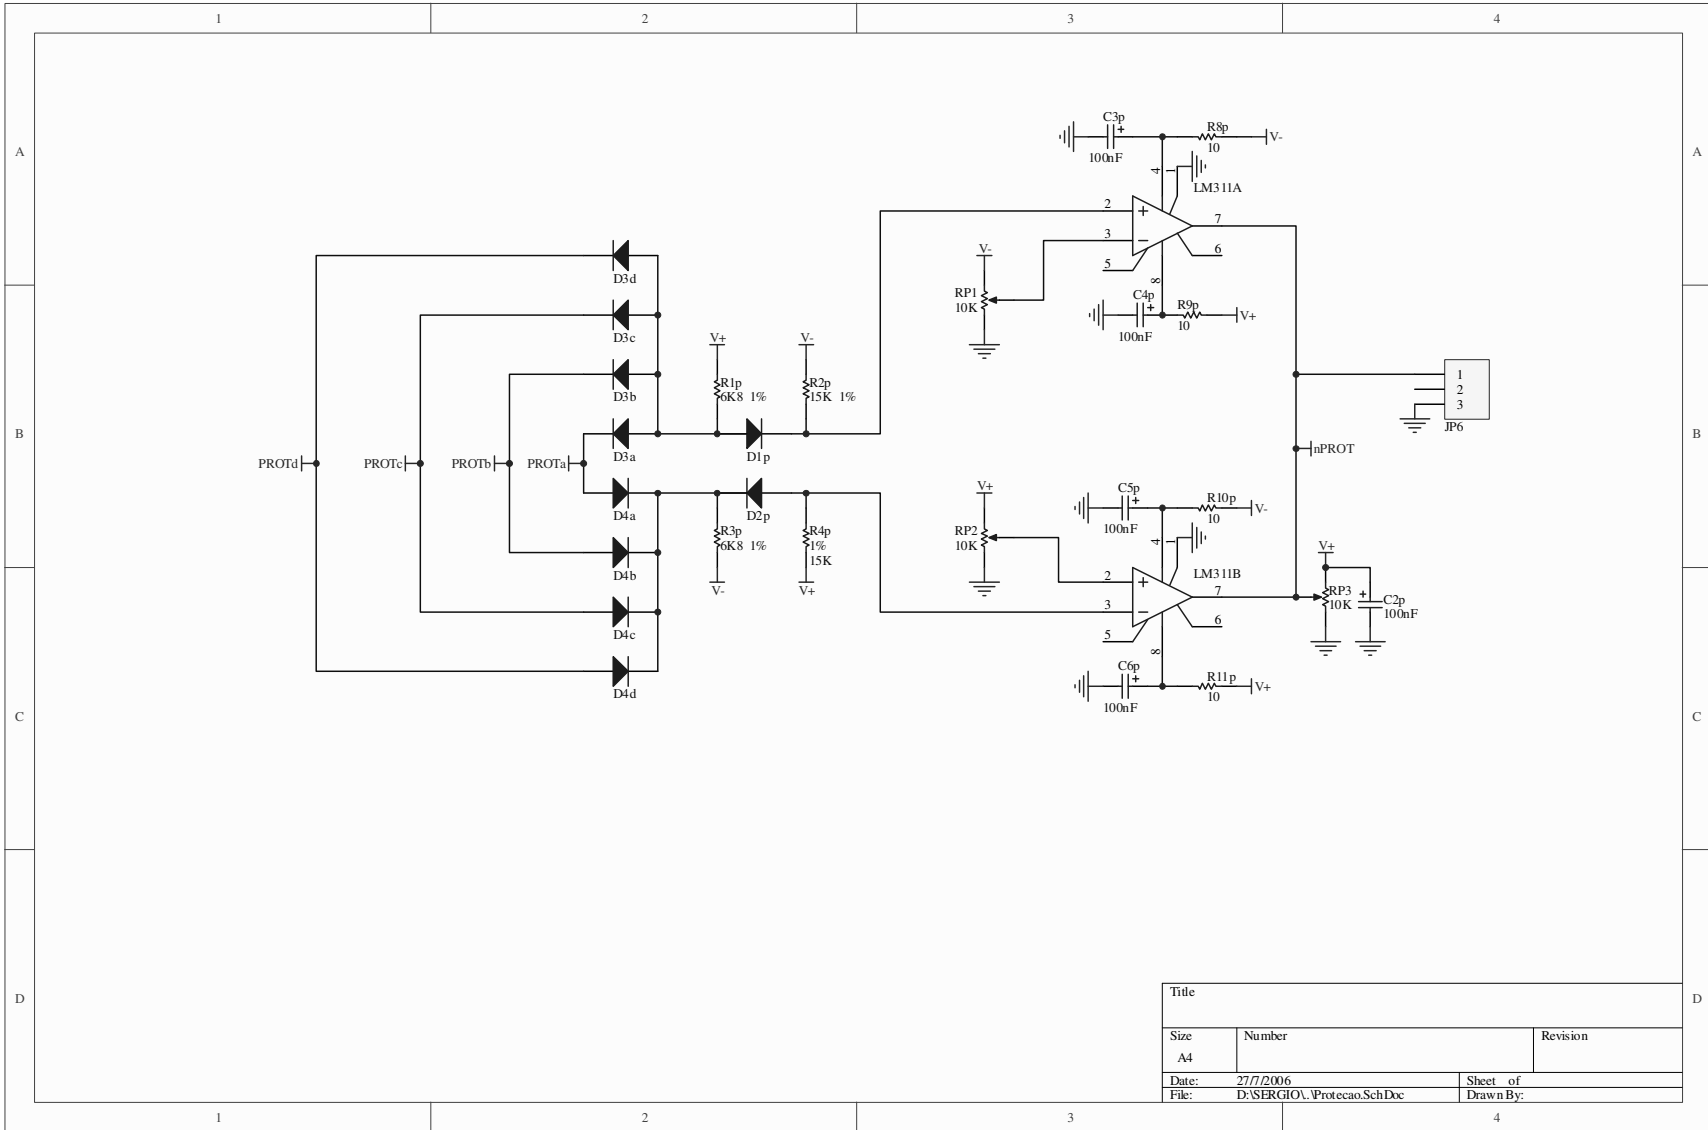 1 2 3 4
A A
C3p
+
100nF
R8p
10
V-
4
1
LM311A
2
+
3
−
7
6
5
8
V-
RP1
10K
C4p
+
100nF
R9p
10
V+
D3d
D3c
D3b
D3a
V+
R1p
6K8 1%
V-
R2p
15K 1%
D1p
1
2
3
JP6
B B
PROTd
PROTc
PROTb
PROTa
nPROT
D4a
D4b
D4c
D4d
D2p
R3p
6K8 1%
V-
R4p
1%
15K
V+
V+
RP2
10K
C5p
+
100nF
R10p
10
V-
4
1
LM311B
2
+
3
−
7
6
5
8
V+
RP3
10K
+
C2p
100nF
C6p
+
100nF
R11p
10
V+
C C
D D
Title
Size
A4
Number
Revision
Date: 27/7/2006
Sheet of
File: D:\SERGIO\..\Protecao.SchDoc
Drawn By:
1 2 3 4